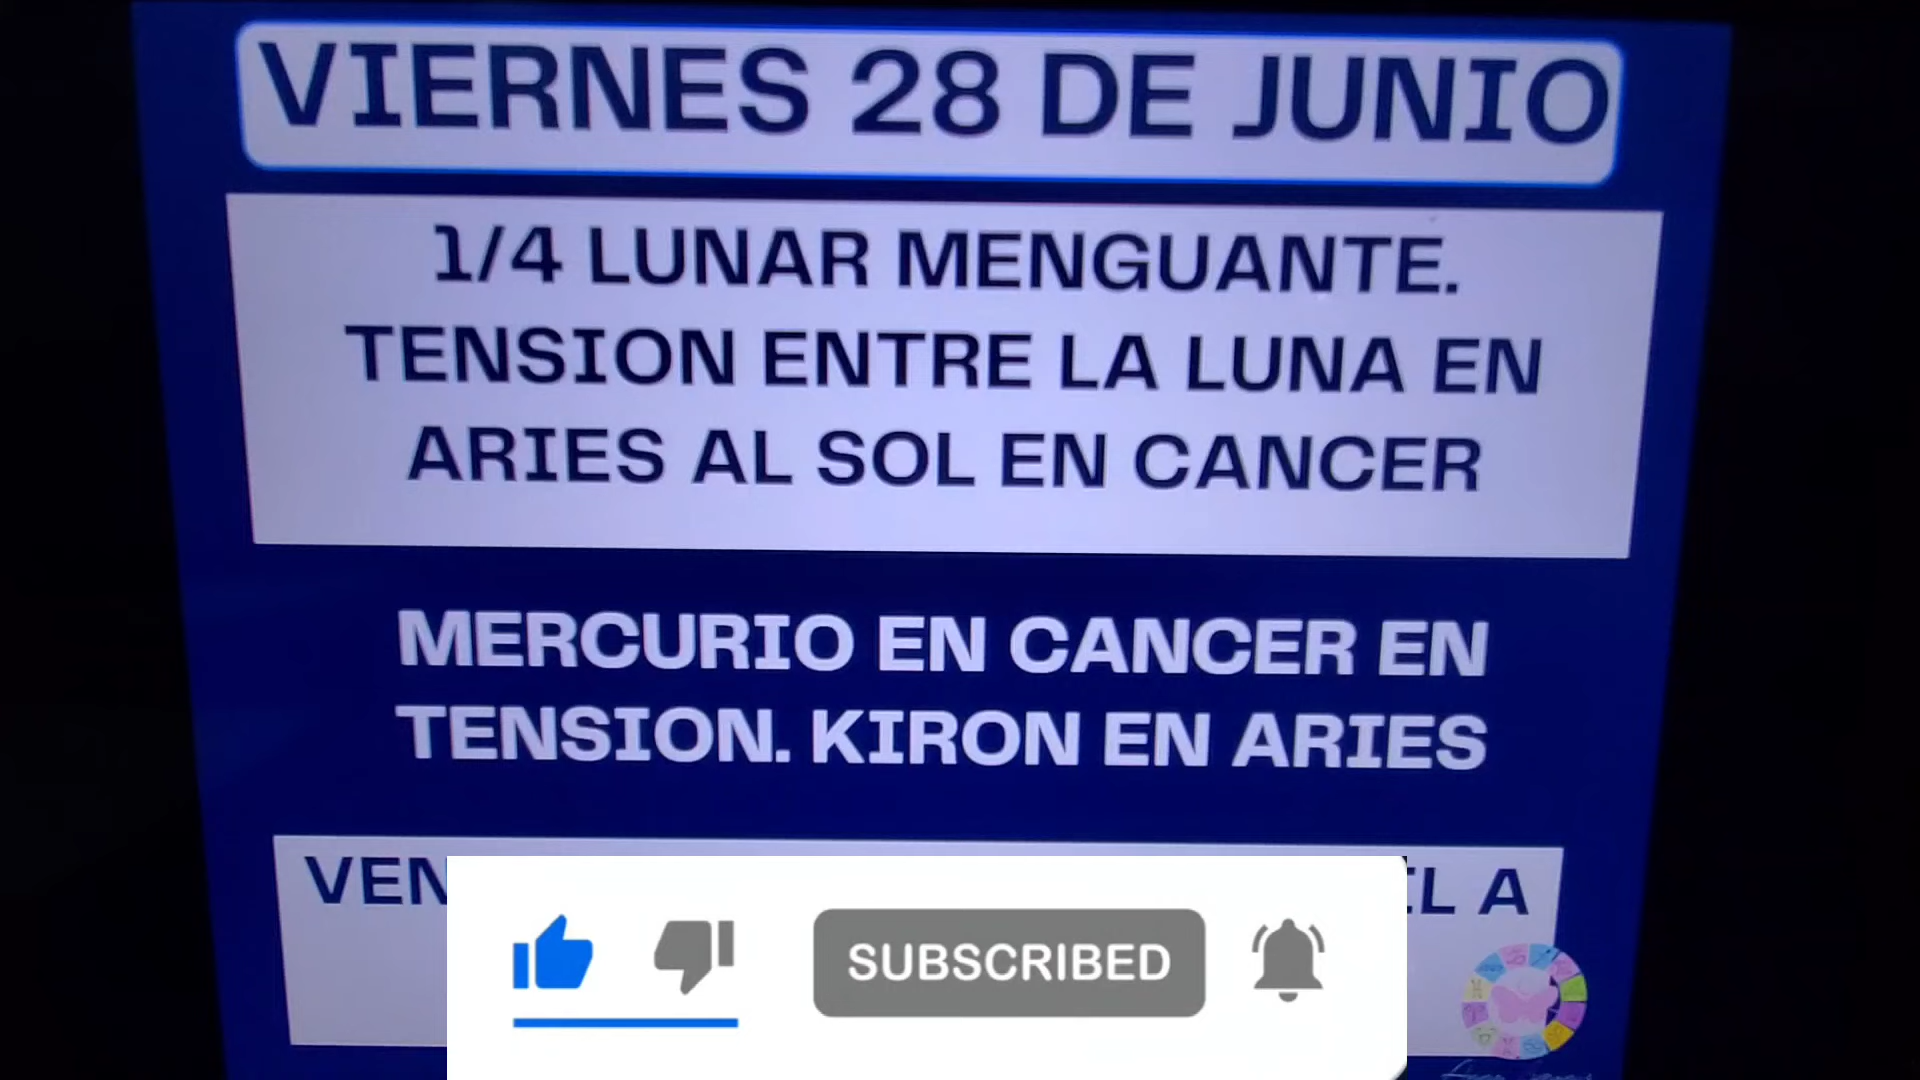 VIERNES 28 DE JUNIO
1/4 LUNAR MENGUANTE.
TENSION ENTRE LA LUNA EN
ARIES AL SOL EN CANCER
MERCURIO EN CANCER EN
TENSION. KIRON EN ARIES
A
SUBSCRIBED